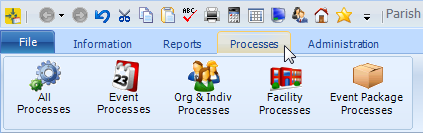 ABC Parish
File Information Reports Processes Administration
23
All Event Org & Indiv Facility Event Package
Processes Processes Processes Processes Processes